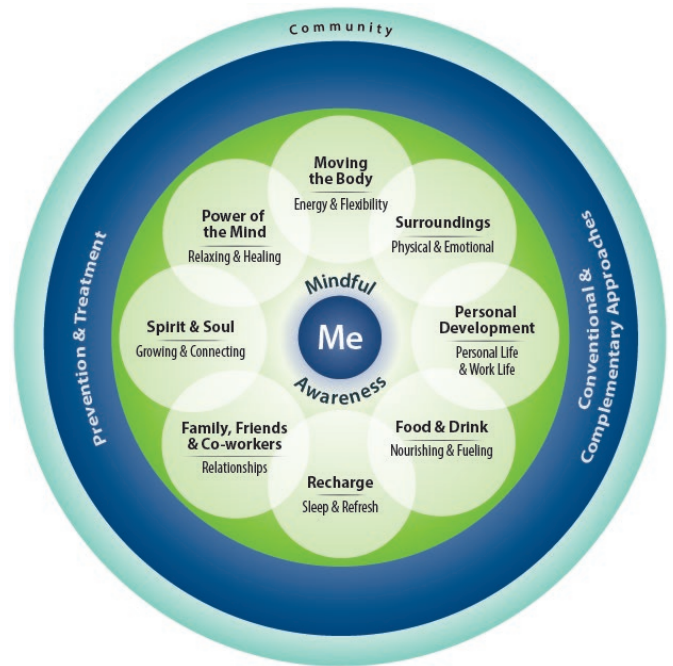 Community
Prevention & Treatment
Conventional &
Complementary Approaches
Moving
the Body
Energy & Flexibility
Surroundings
Physical & Emotional
Personal
Development
Personal Life
& Work Life
Food & Drink
Nourishing & Fueling
Recharge
Sleep & Refresh
Family, Friends
& Co-workers
Relationships
Spirit & Soul
Growing & Connecting
Power of
the Mind
Relaxing & Healing
Mindful
Me
Awareness